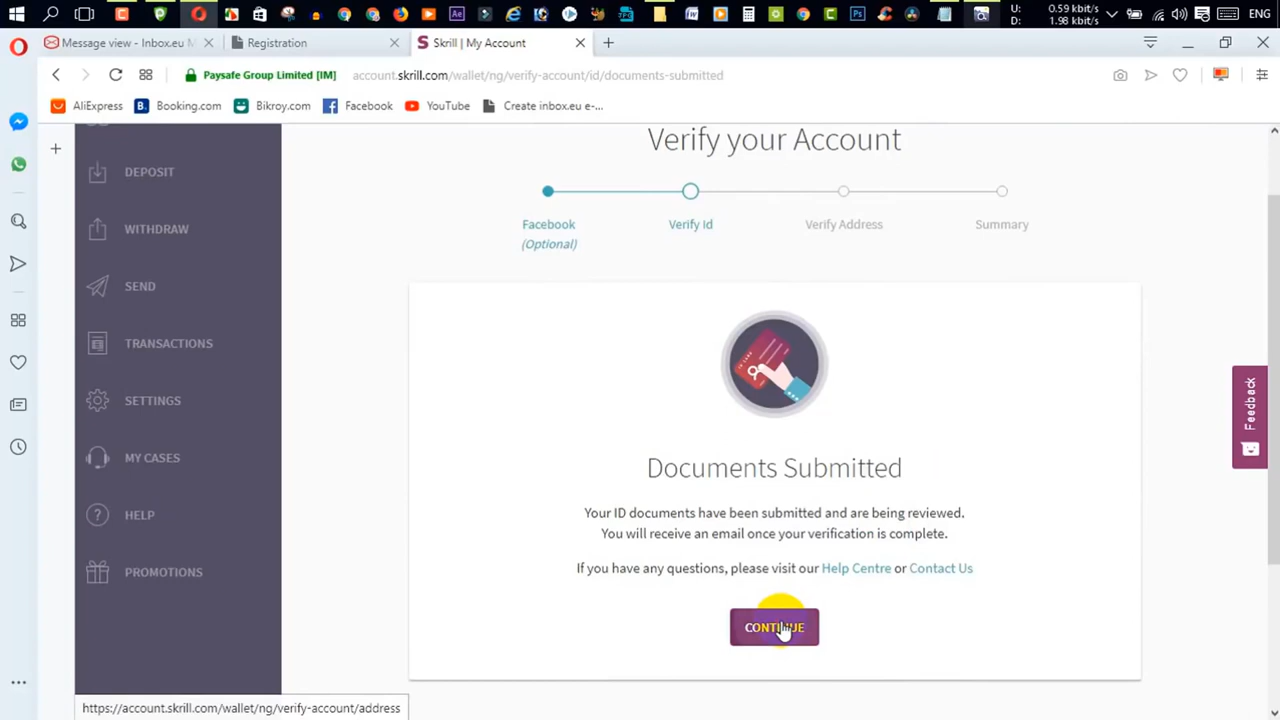 U: 0.59 kbit/s
D: 1.98 kbit/s
ENG
Message view - Inbox.eu M
Registration
Skrill | My Account
Paysafe Group Limited [IM]
account.skrill.com/wallet/ng/verify-account/id/documents-submitted
AliExpress
Booking.com
Bikroy.com
Facebook
YouTube
Create inbox.eu e-...
DEPOSIT
WITHDRAW
SEND
TRANSACTIONS
SETTINGS
MY CASES
HELP
PROMOTIONS
Verify your Account
Facebook
(Optional)
Verify Id
Verify Address
Summary
Documents Submitted
Your ID documents have been submitted and are being reviewed.
You will receive an email once your verification is complete.
If you have any questions, please visit our Help Centre or Contact Us
CONTINUE
Feedback
https://account.skrill.com/wallet/ng/verify-account/address